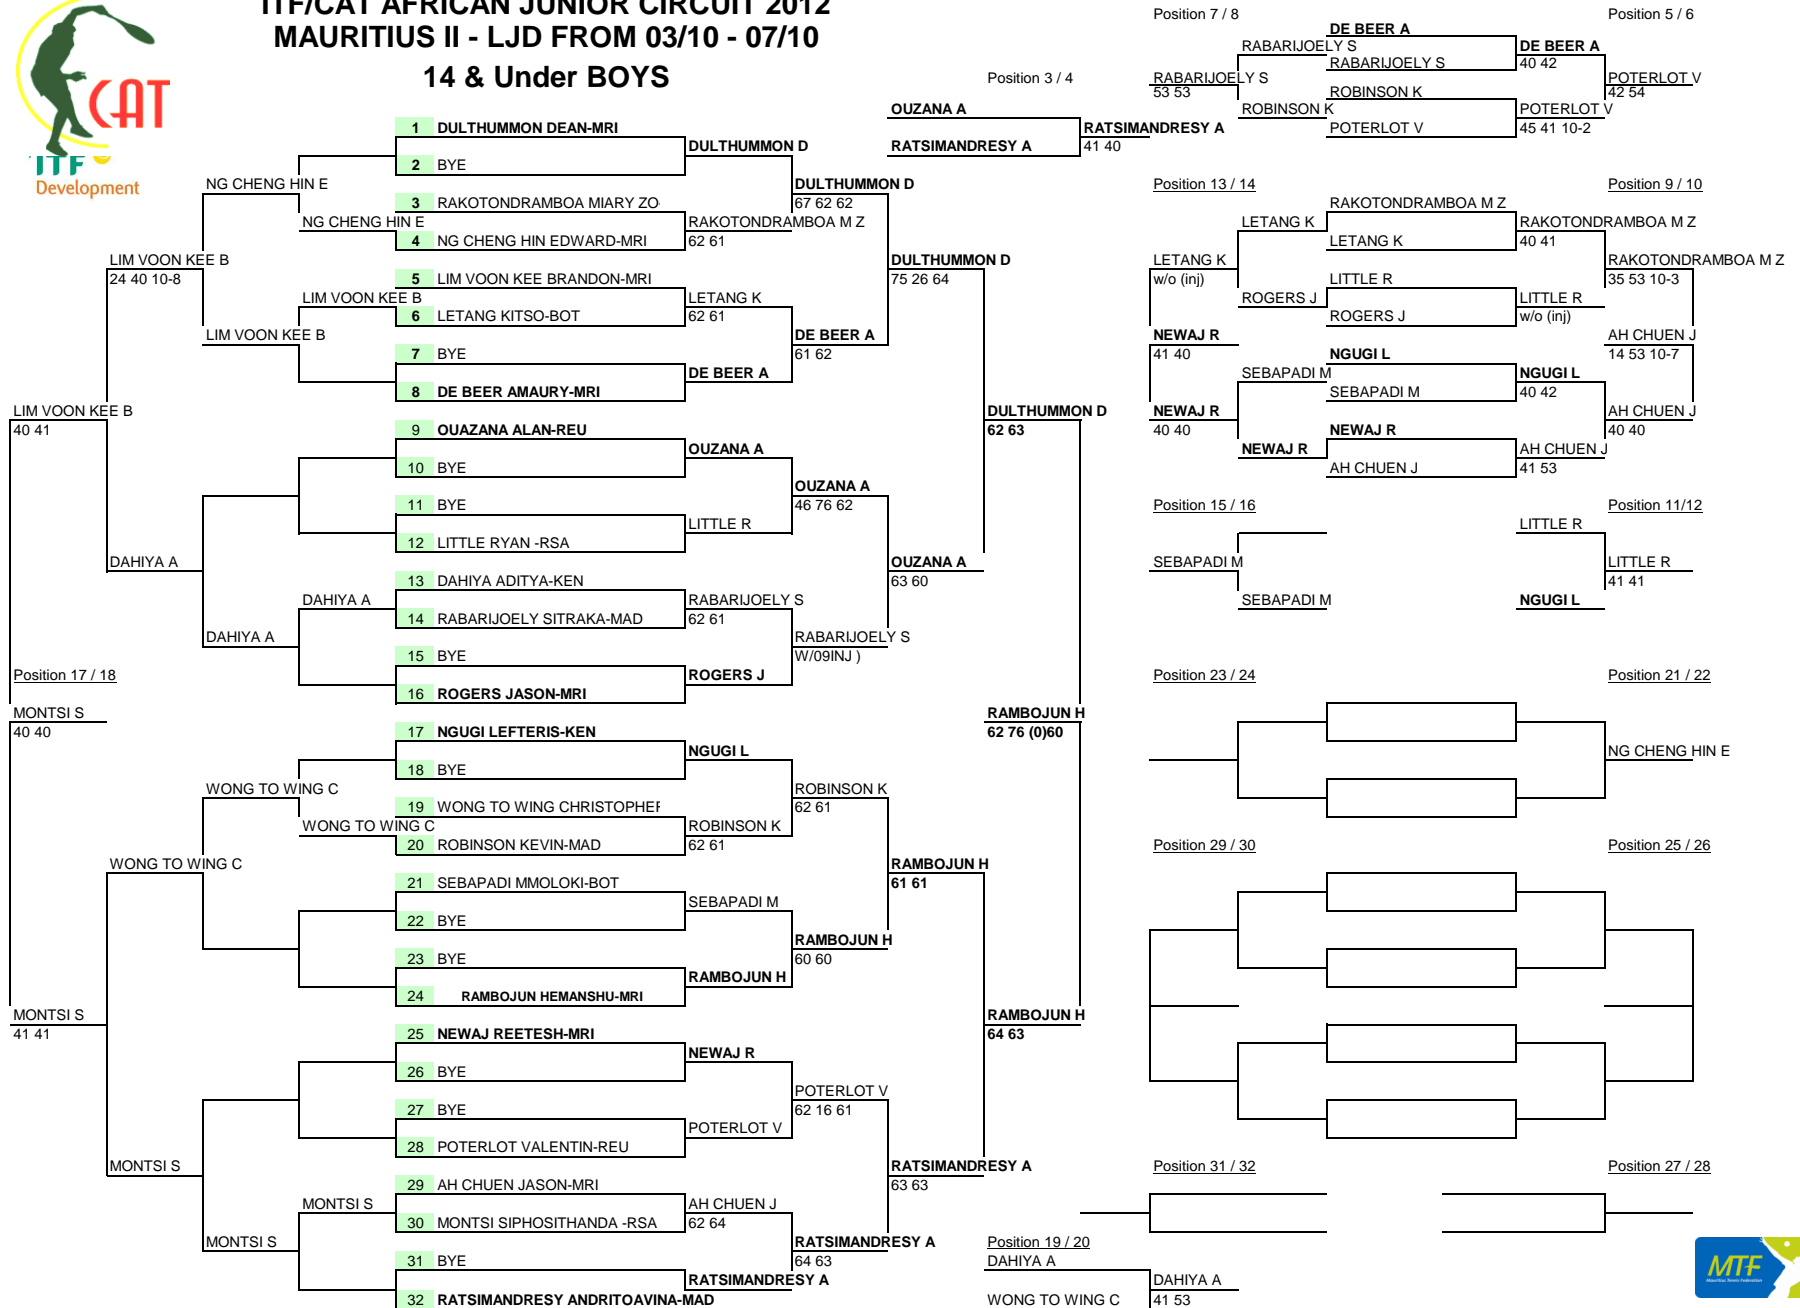 ITF/CAT AFRICAN JUNIOR CIRCUIT 2012
MAURITIUS II - LJD FROM 03/10 - 07/10
14 & Under BOYS
CAT
ITF
Development
1 DULTHUMMON DEAN-MRI
2 BYE
3 RAKOTONDRAMBOA MIARY ZO
4 NG CHENG HIN EDWARD-MRI
5 LIM VOON KEE BRANDON-MRI
6 LETANG KITSO-BOT
7 BYE
8 DE BEER AMAURY-MRI
9 OUAZANA ALAN-REU
10 BYE
11 BYE
12 LITTLE RYAN -RSA
13 DAHIYA ADITYA-KEN
14 RABARIJOELY SITRAKA-MAD
15 BYE
16 ROGERS JASON-MRI
17 NGUGI LEFTERIS-KEN
18 BYE
19 WONG TO WING CHRISTOPHER
20 ROBINSON KEVIN-MAD
21 SEBAPADI MMOLOKI-BOT
22 BYE
23 BYE
24 RAMBOJUN HEMANSHU-MRI
25 NEWAJ REETESH-MRI
26 BYE
27 BYE
28 POTERLOT VALENTIN-REU
29 AH CHUEN JASON-MRI
30 MONTSI SIPHOSITHANDA -RSA
31 BYE
32 RATSIMANDRESY ANDRITOAVINA-MAD
DULTHUMMON D
RAKOTONDRAMBOA M Z
62 61
LETANG K
62 61
DE BEER A
OUZANA A
LITTLE R
RABARIJOELY S
62 61
ROGERS J
NGUGI L
ROBINSON K
62 61
SEBAPADI M
RAMBOJUN H
NEWAJ R
POTERLOT V
AH CHUEN J
62 64
RATSIMANDRESY A
DULTHUMMON D
67 62 62
DE BEER A
61 62
OUZANA A
46 76 62
RABARIJOELY S
W/09INJ )
ROBINSON K
62 61
RAMBOJUN H
60 60
POTERLOT V
62 16 61
RATSIMANDRESY A
64 63
DULTHUMMON D
75 26 64
OUZANA A
63 60
RAMBOJUN H
61 61
RATSIMANDRESY A
63 63
DULTHUMMON D
62 63
RAMBOJUN H
64 63
RAMBOJUN H
62 76 (0)60
NG CHENG HIN E
LIM VOON KEE B
DAHIYA A
WONG TO WING C
MONTSI S
NG CHENG HIN E
LIM VOON KEE B
DAHIYA A
WONG TO WING C
MONTSI S
LIM VOON KEE B
24 40 10-8
DAHIYA A
WONG TO WING C
MONTSI S
LIM VOON KEE B
40 41
MONTSI S
41 41
Position 17 / 18
MONTSI S
40 40
Position 3 / 4
OUZANA A
RATSIMANDRESY A
RATSIMANDRESY A
41 40
Position 7 / 8
Position 5 / 6
DE BEER A
RABARIJOELY S
ROBINSON K
POTERLOT V
RABARIJOELY S
ROBINSON K
RABARIJOELY S
53 53
DE BEER A
40 42
POTERLOT V
45 41 10-2
POTERLOT V
42 54
Position 13 / 14
Position 9 / 10
RAKOTONDRAMBOA M Z
LETANG K
LITTLE R
ROGERS J
NGUGI L
SEBAPADI M
NEWAJ R
AH CHUEN J
LETANG K
ROGERS J
SEBAPADI M
NEWAJ R
LETANG K
w/o (inj)
NEWAJ R
41 40
NEWAJ R
40 40
RAKOTONDRAMBOA M Z
40 41
LITTLE R
w/o (inj)
NGUGI L
40 42
AH CHUEN J
41 53
RAKOTONDRAMBOA M Z
35 53 10-3
AH CHUEN J
14 53 10-7
AH CHUEN J
40 40
Position 15 / 16
SEBAPADI M
SEBAPADI M
Position 11/12
LITTLE R
NGUGI L
LITTLE R
41 41
Position 23 / 24
Position 21 / 22
NG CHENG HIN E
Position 29 / 30
Position 25 / 26
Position 31 / 32
Position 27 / 28
Position 19 / 20
DAHIYA A
WONG TO WING C
DAHIYA A
41 53
MTF